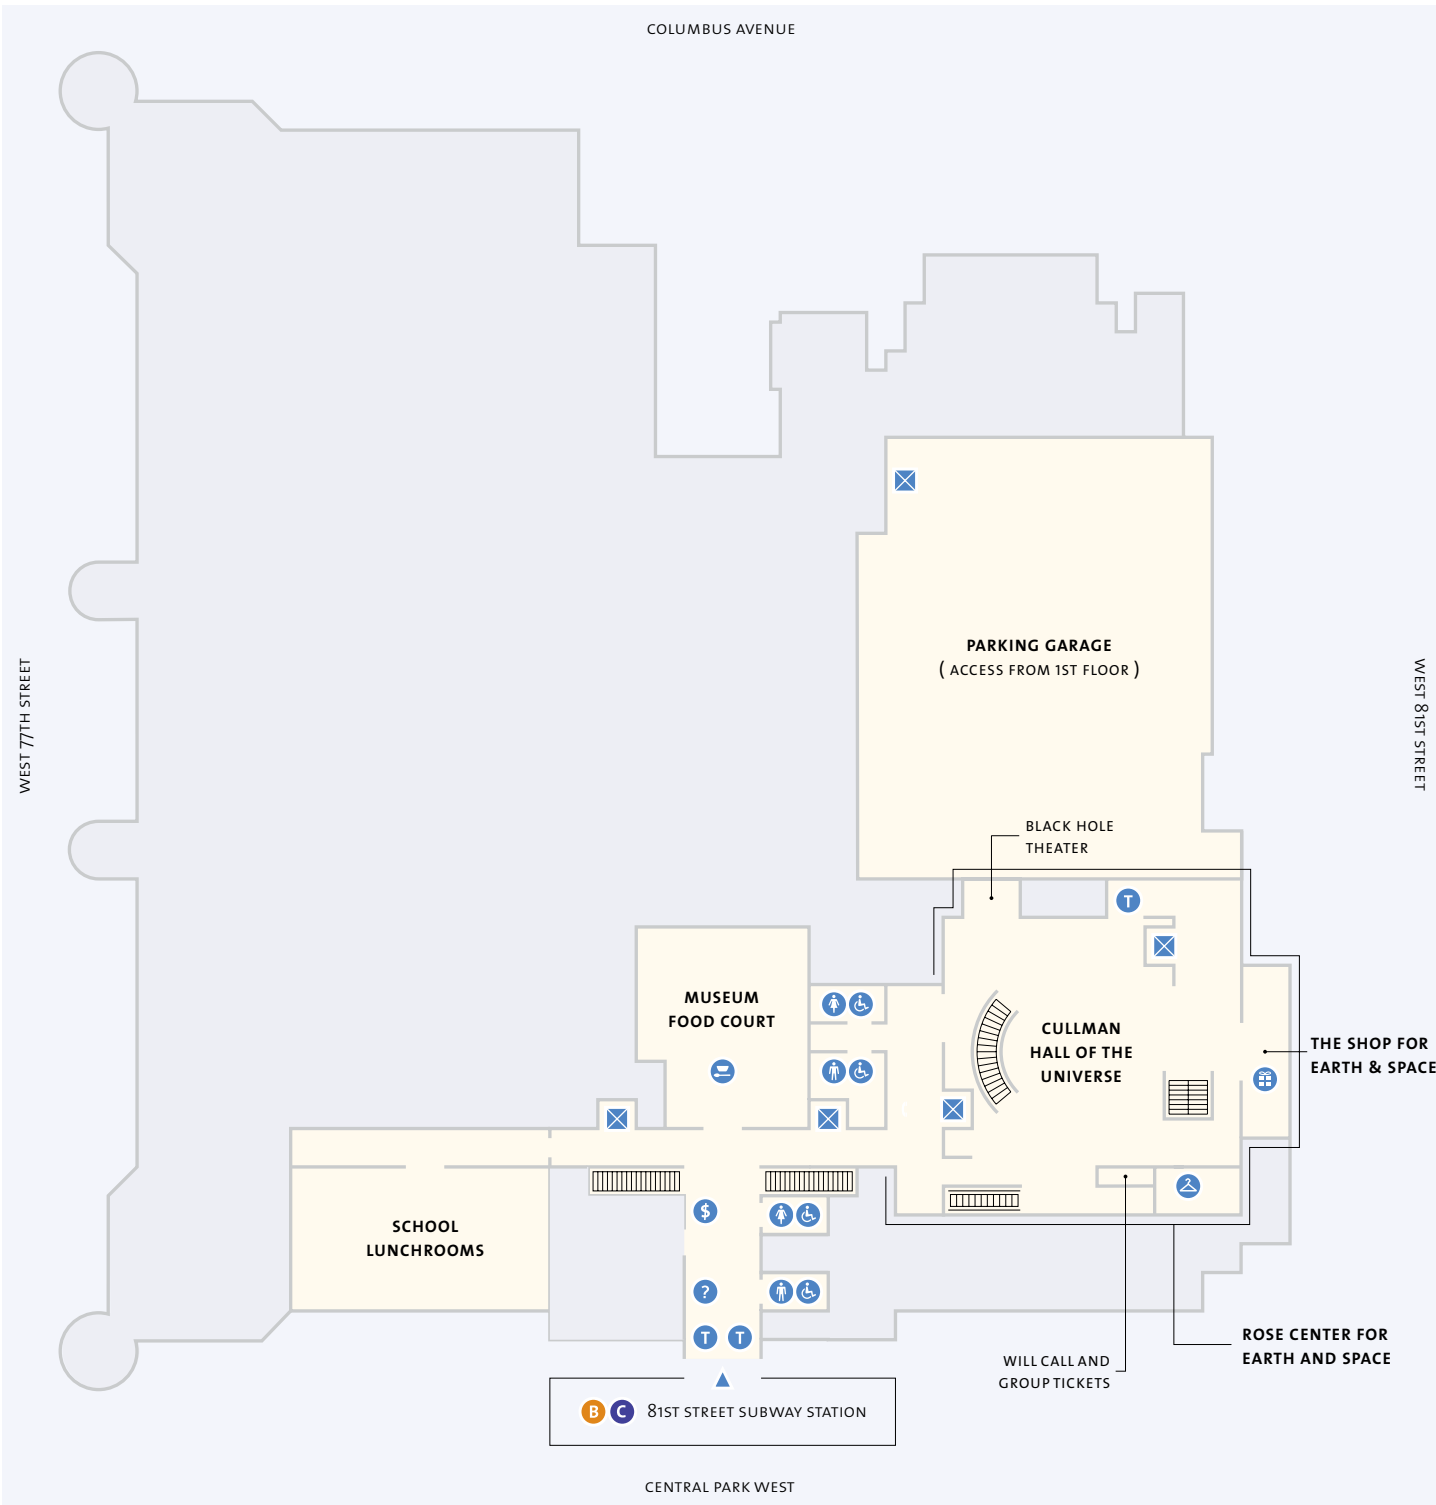 COLUMBUS AVENUE
WEST 77TH STREET
WEST 81ST STREET
PARKING GARAGE
( ACCESS FROM 1ST FLOOR )
BLACK HOLE
THEATER
T
MUSEUM
FOOD COURT
CULLMAN
HALL OF THE
UNIVERSE
THE SHOP FOR
EARTH & SPACE
SCHOOL
LUNCHROOMS
$
?
T T
ROSE CENTER FOR
EARTH AND SPACE
WILL CALL AND
GROUP TICKETS
B C 81ST STREET SUBWAY STATION
CENTRAL PARK WEST